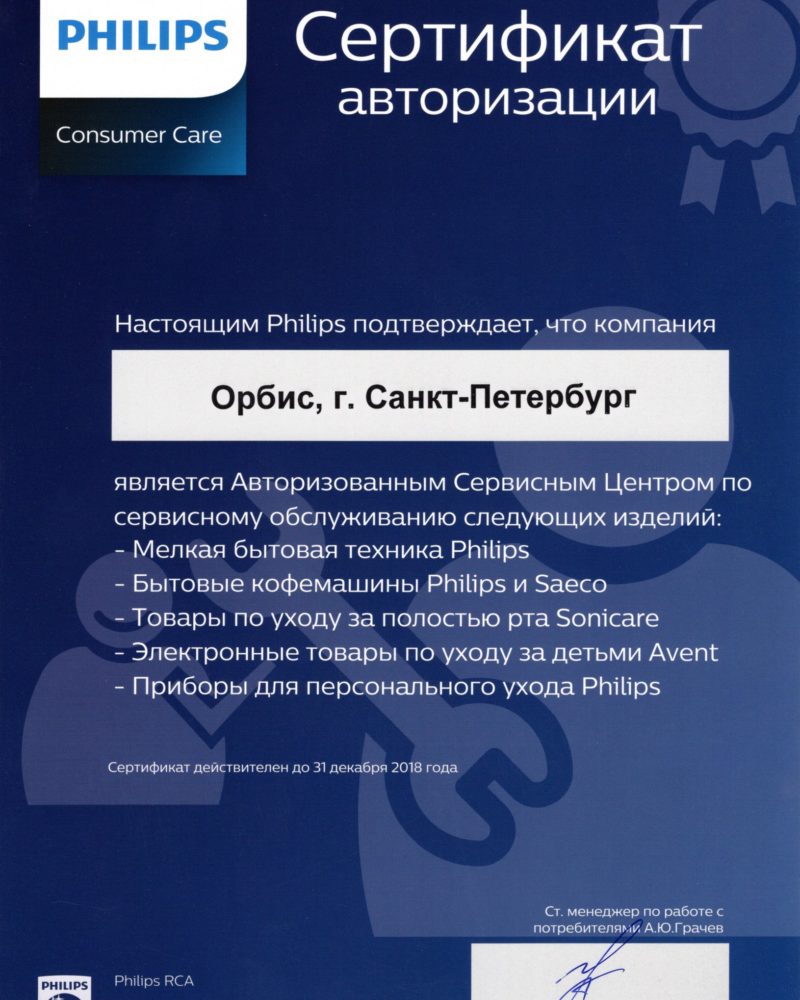 PHILIPS
Consumer Care
Сертификат
авторизации
Настоящим Philips подтверждает, что компания
Орбис, г. Санкт-Петербург
является Авторизованным Сервисным Центром по
сервисному обслуживанию следующих изделий:
- Мелкая бытовая техника Philips
- Бытовые кофемашины Philips и Saeco
- Товары по уходу за полостью рта Sonicare
- Электронные товары по уходу за детьми Avent
- Приборы для персонального ухода Philips
Сертификат действителен до 31 декабря 2018 года
Ст. менеджер по работе с
потребителями А.Ю.Грачев
PHILIPS
Philips RCA